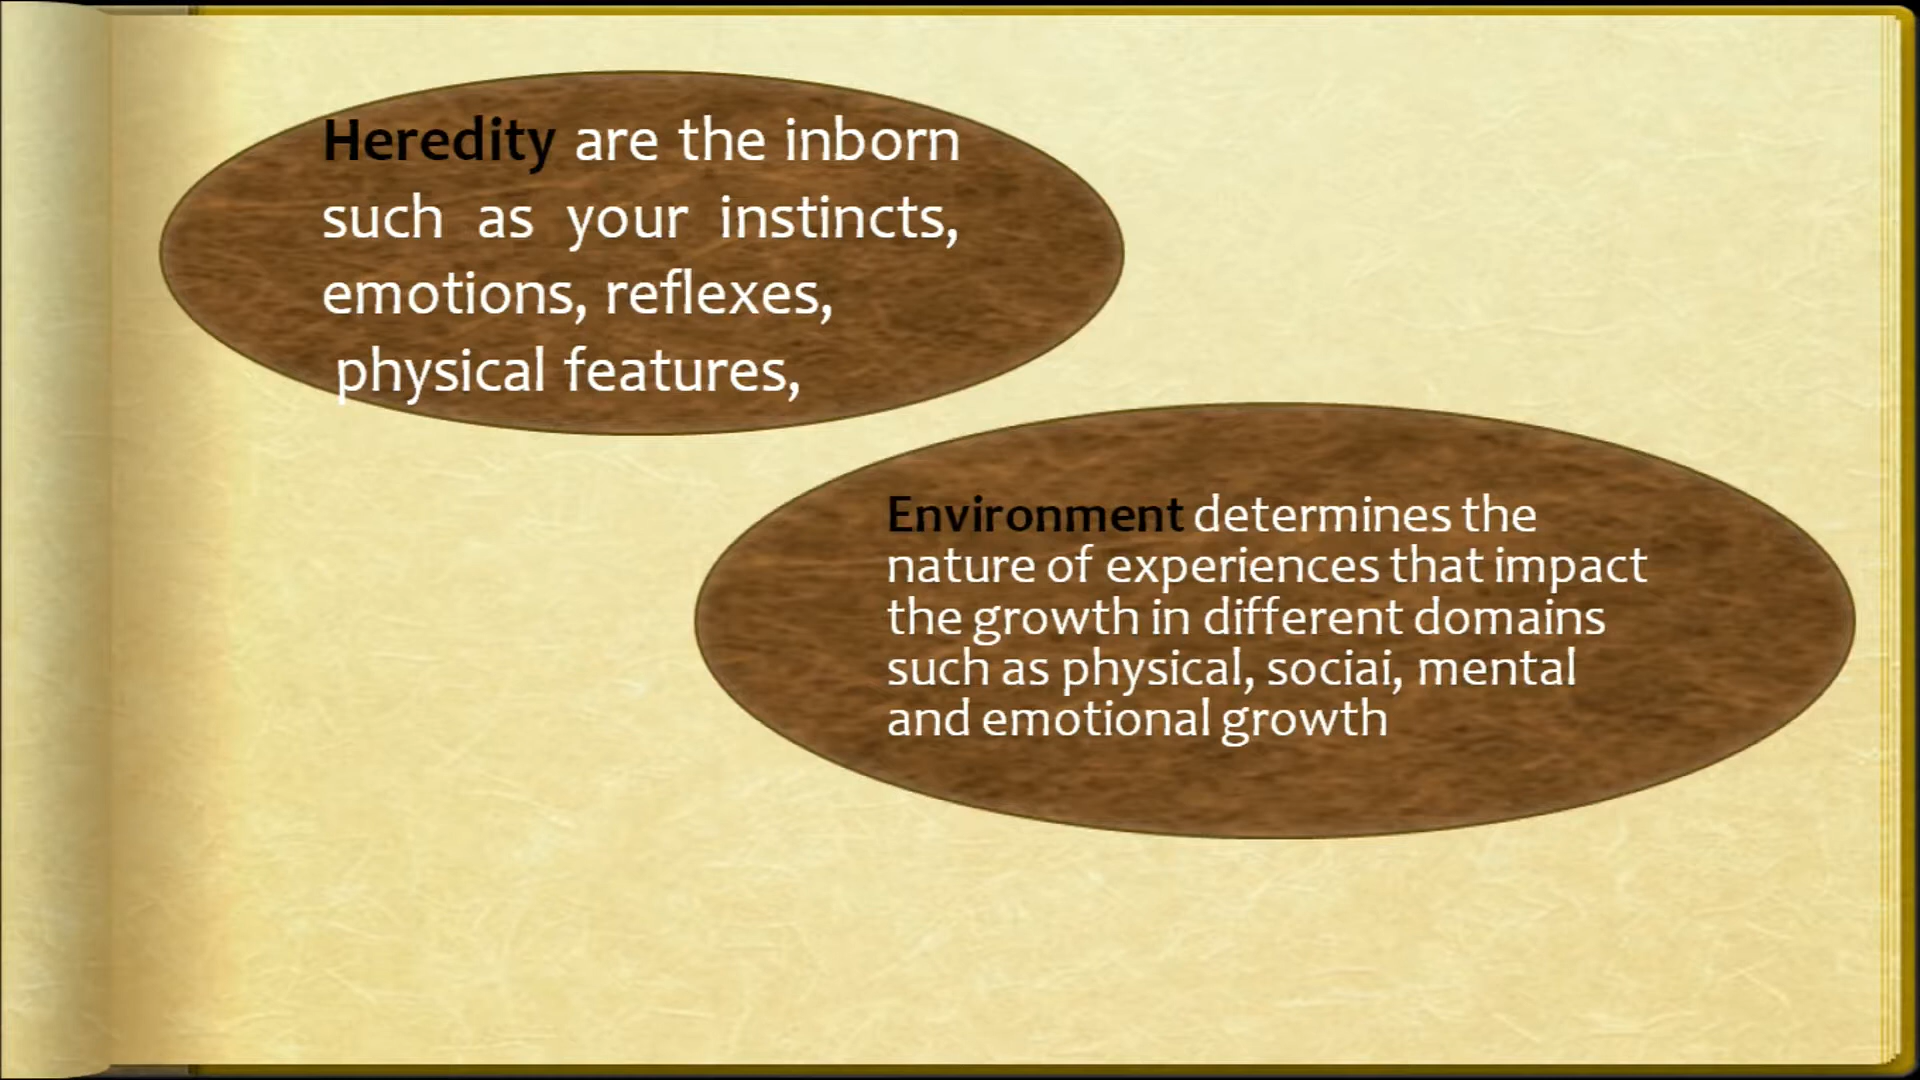 Heredity are the inborn
such as your instincts,
emotions, reflexes,
physical features,
Environment determines the
nature of experiences that impact
the growth in different domains
such as physical, sociai, mental
and emotional growth